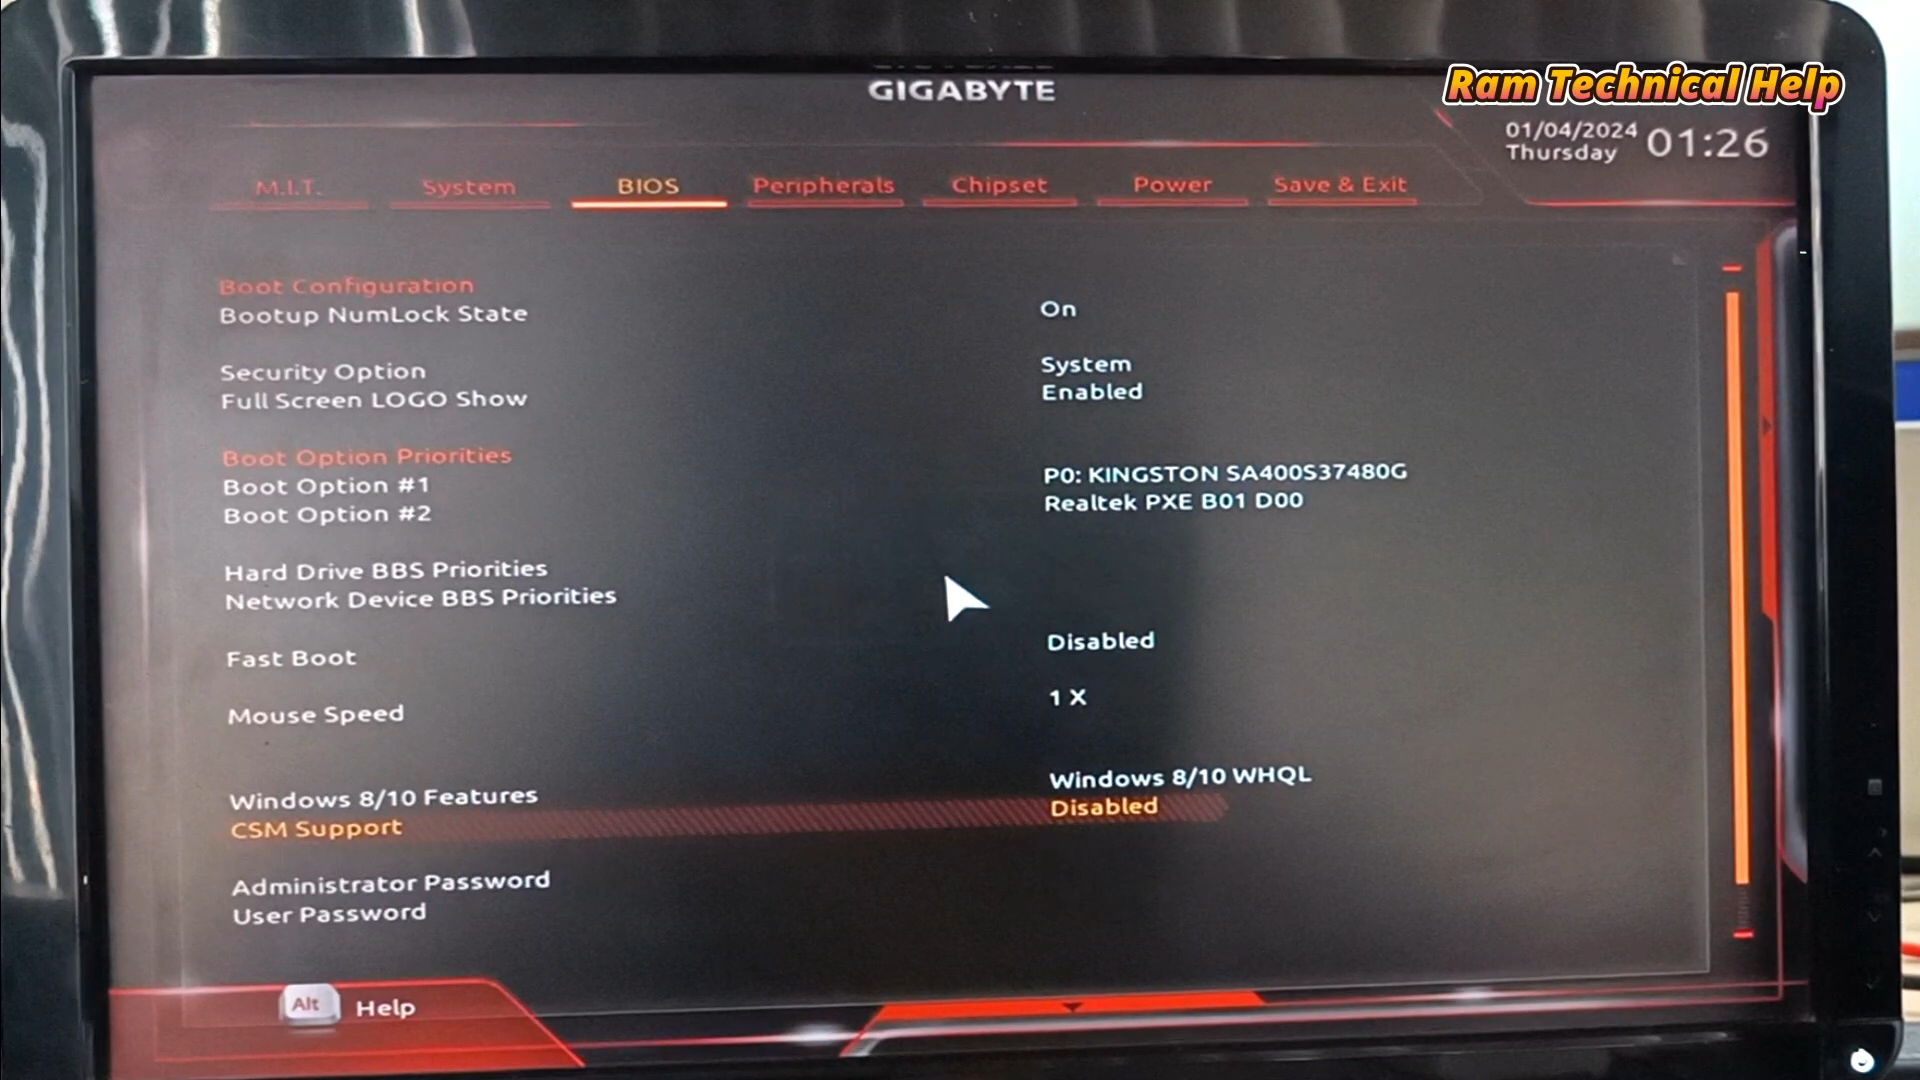 GIGABYTE
Ram Technical Help
01/04/2024 01:26
Thursday
M.I.T. System BIOS Peripherals Chipset Power Save & Exit
Boot Configuration
Bootup NumLock State On
Security Option System
Full Screen LOGO Show Enabled
Boot Option Priorities
Boot Option #1 P0: KINGSTON SA400S37480G
Boot Option #2 Realtek PXE B01 D00
Hard Drive BBS Priorities
Network Device BBS Priorities
Fast Boot Disabled
Mouse Speed 1 X
Windows 8/10 Features Windows 8/10 WHQL
CSM Support Disabled
Administrator Password
User Password
Alt Help